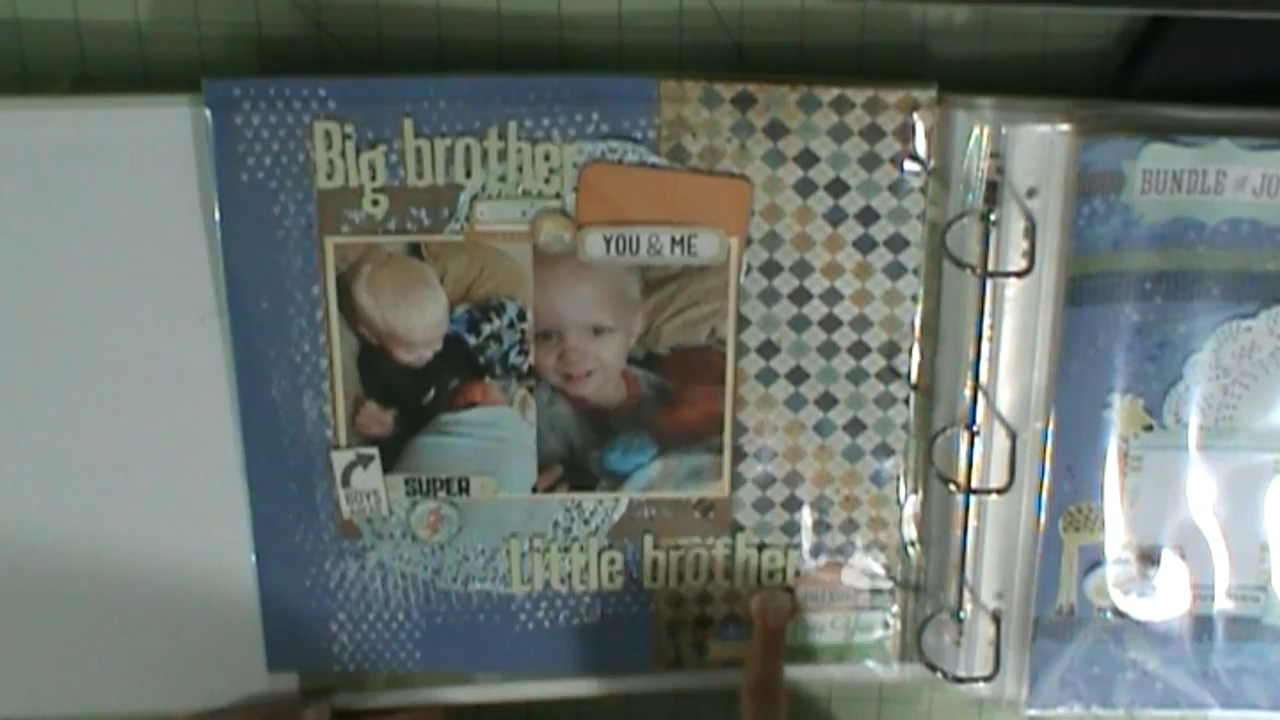 Big brother
YOU & ME
BOYS
SUPER
Little brother
BUNDLE OF JO